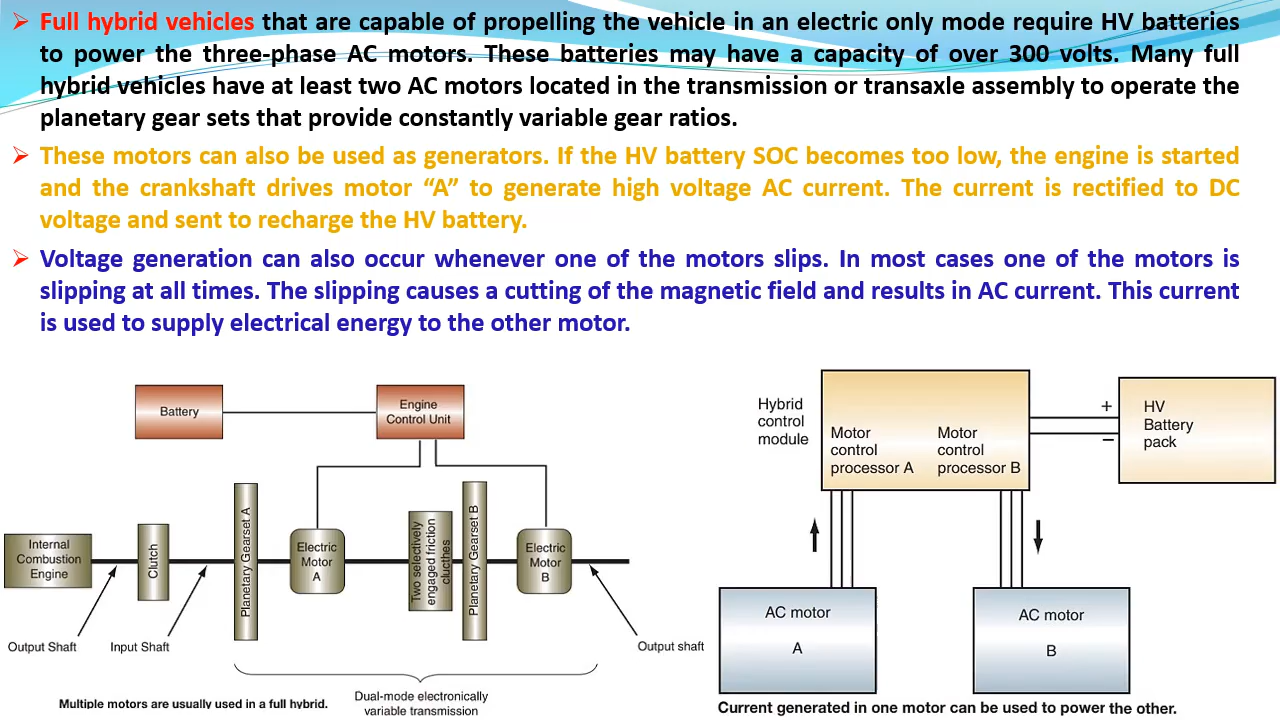 Full hybrid vehicles that are capable of propelling the vehicle in an electric only mode require HV batteries
to power the three-phase AC motors. These batteries may have a capacity of over 300 volts. Many full
hybrid vehicles have at least two AC motors located in the transmission or transaxle assembly to operate the
planetary gear sets that provide constantly variable gear ratios.
These motors can also be used as generators. If the HV battery SOC becomes too low, the engine is started
and the crankshaft drives motor “A” to generate high voltage AC current. The current is rectified to DC
voltage and sent to recharge the HV battery.
Voltage generation can also occur whenever one of the motors slips. In most cases one of the motors is
slipping at all times. The slipping causes a cutting of the magnetic field and results in AC current. This current
is used to supply electrical energy to the other motor.
Battery
Engine
Control Unit
Internal
Combustion
Engine
Clutch
Planetary Gearset A
Electric
Motor
A
Two selectively
engaged friction
clucthes
Planetary Gearset B
Electric
Motor
B
Output Shaft
Input Shaft
Output shaft
Dual-mode electronically
variable transmission
Multiple motors are usually used in a full hybrid.
Hybrid
control
module
Motor
control
processor A
Motor
control
processor B
+
−
HV
Battery
pack
AC motor
A
AC motor
B
Current generated in one motor can be used to power the other.